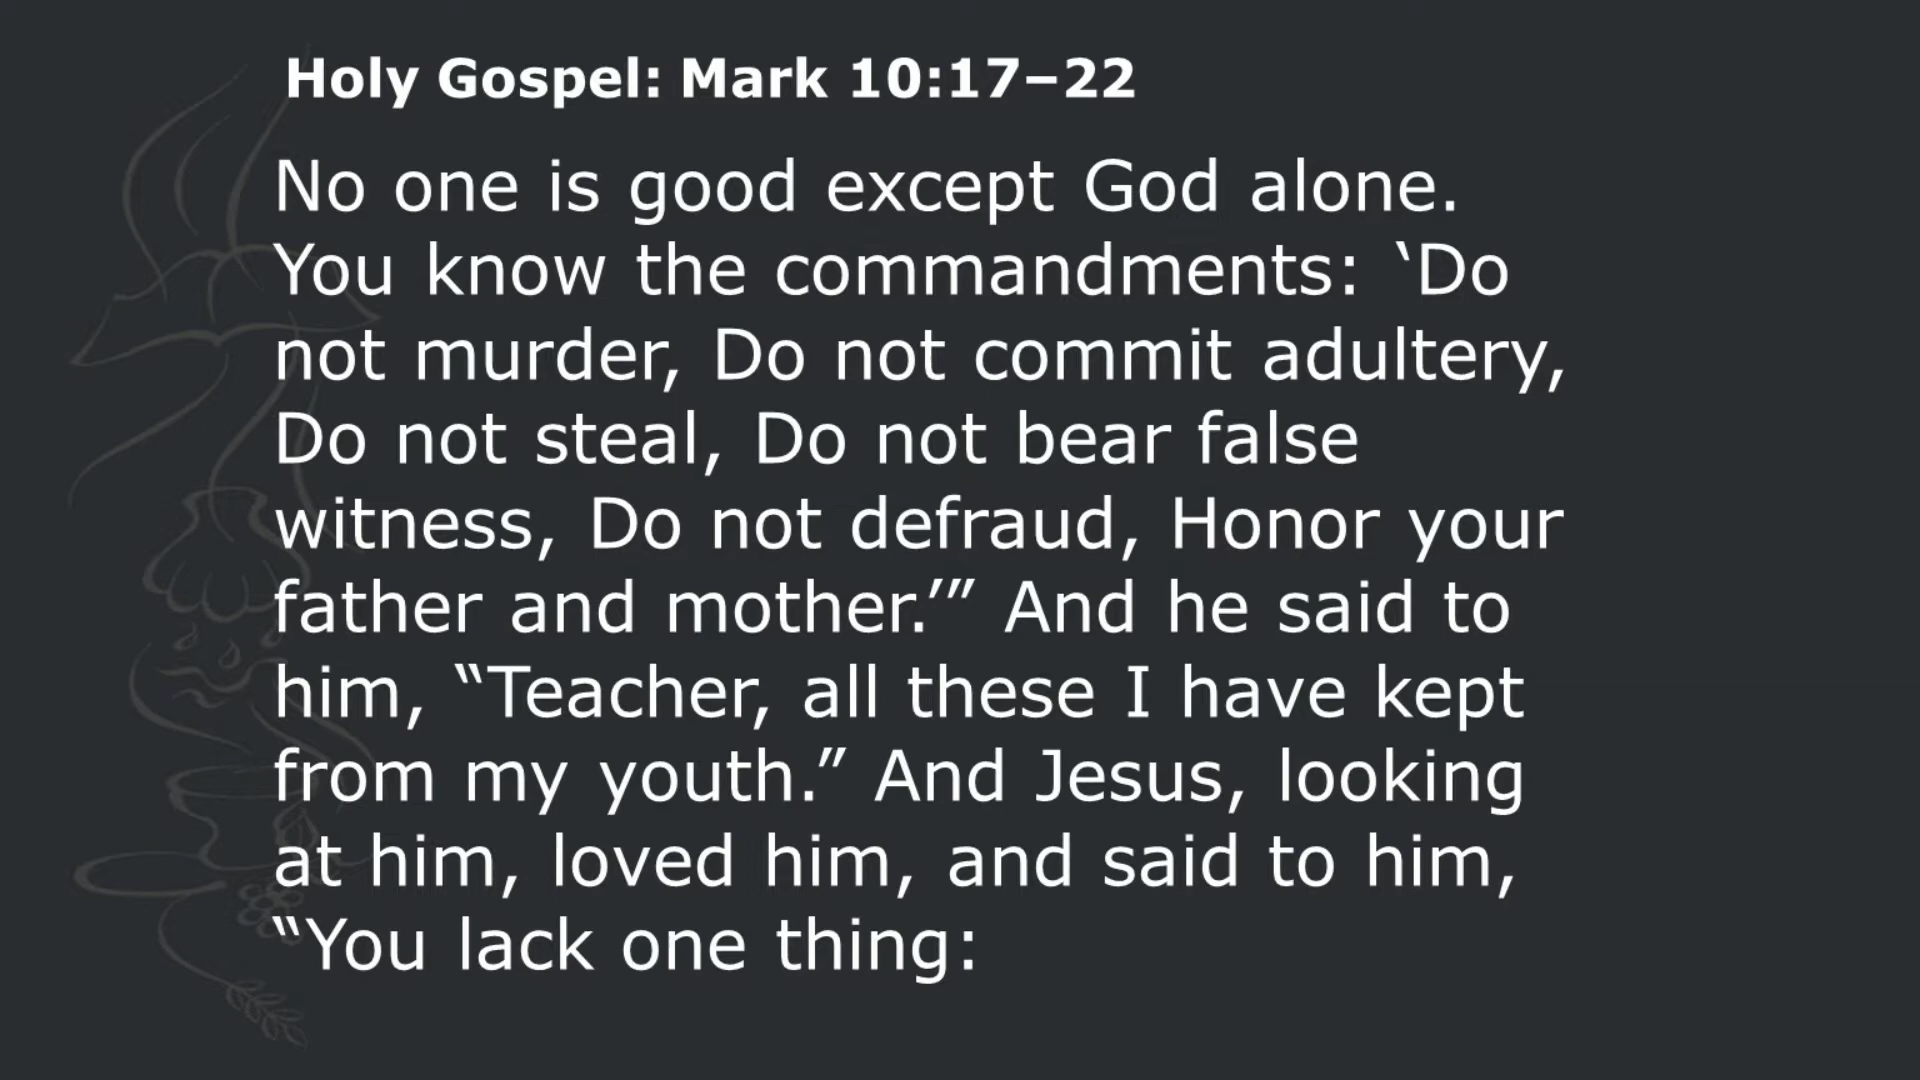 Holy Gospel: Mark 10:17–22
No one is good except God alone.
You know the commandments: ‘Do
not murder, Do not commit adultery,
Do not steal, Do not bear false
witness, Do not defraud, Honor your
father and mother.’” And he said to
him, “Teacher, all these I have kept
from my youth.” And Jesus, looking
at him, loved him, and said to him,
“You lack one thing: